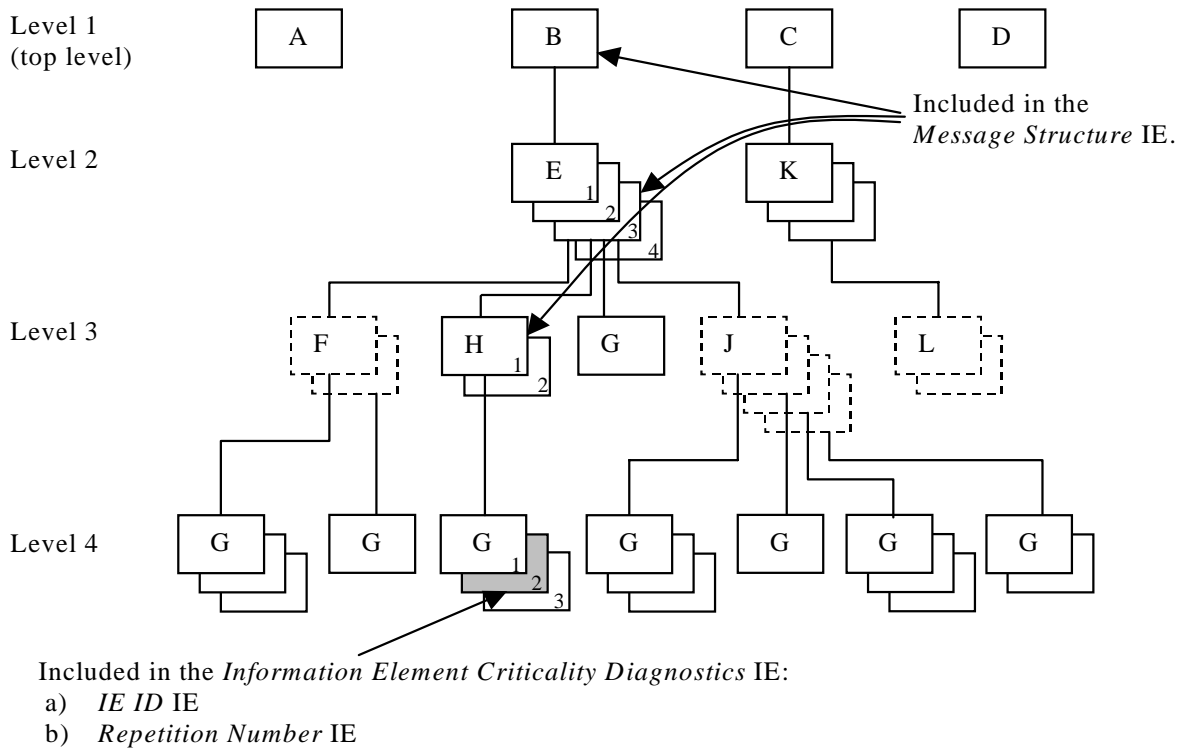 Level 1
(top level)
A
B
C
D
Included in the
Message Structure IE.
Level 2
E
1
2
3
4
K
Level 3
F
H
1
2
G
J
L
Level 4
G
G
G
1
2
3
G
G
G
G
Included in the Information Element Criticality Diagnostics IE:
a) IE ID IE
b) Repetition Number IE